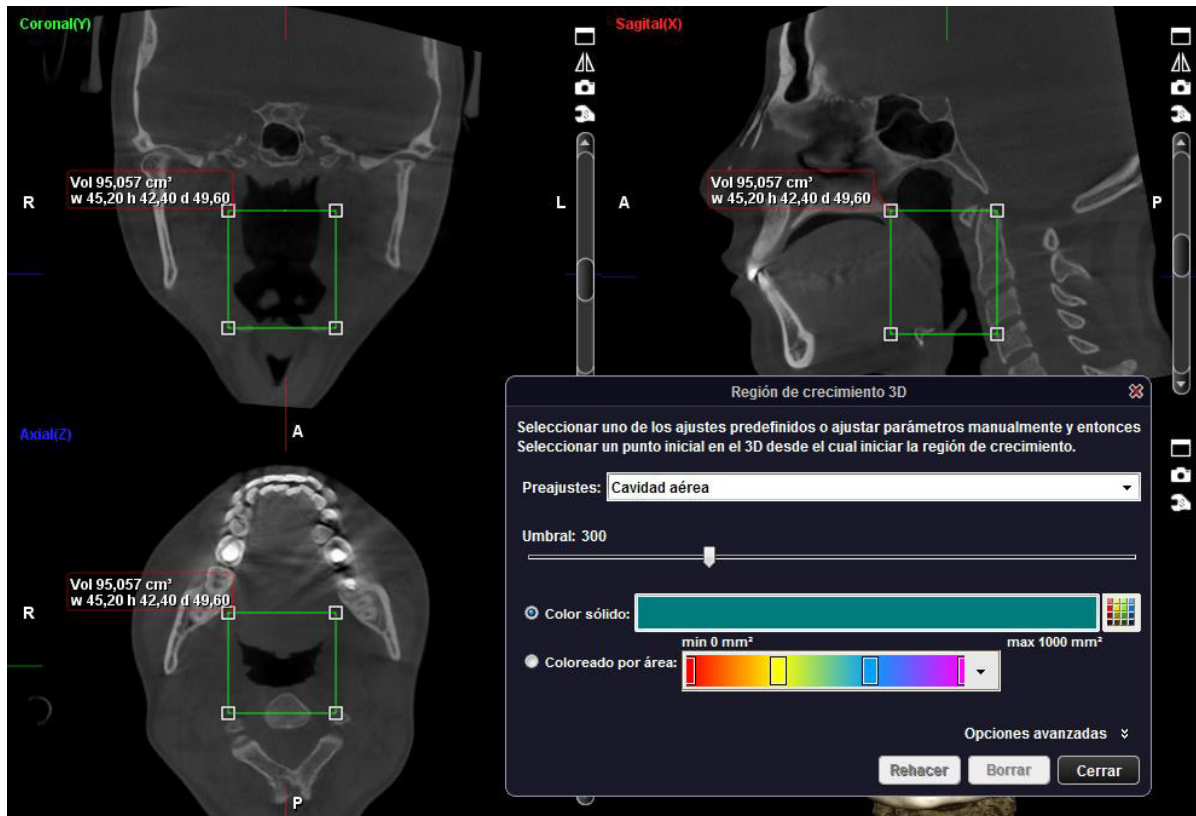 Coronal(Y)
Vol 95,057 cm³
w 45,20 h 42,40 d 49,60
R
L
Sagital(X)
Vol 95,057 cm³
w 45,20 h 42,40 d 49,60
A
P
Axial(Z)
A
Vol 95,057 cm³
w 45,20 h 42,40 d 49,60
R
P
Región de crecimiento 3D
Seleccionar uno de los ajustes predefinidos o ajustar parámetros manualmente y entonces
Seleccionar un punto inicial en el 3D desde el cual iniciar la región de crecimiento.
Preajustes: Cavidad aérea
Umbral: 300
Color sólido:
min 0 mm² max 1000 mm²
Coloreado por área:
Opciones avanzadas
Rehacer Borrar Cerrar